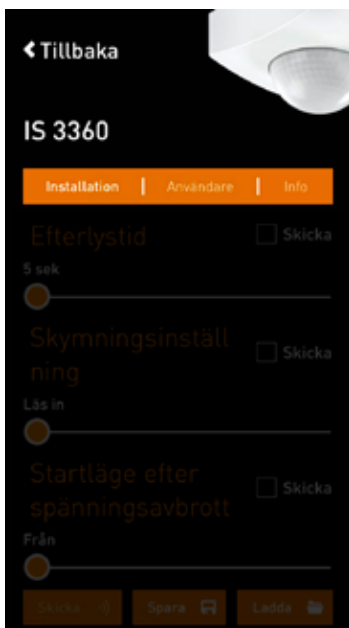 Tillbaka
IS 3360
Installation | Användare | Info
Efterlystid Skicka
5 sek
Skymningsinställ
ning Skicka
Läs in
Startläge efter
spänningsavbrott Skicka
Från
Skicka Spara Ladda